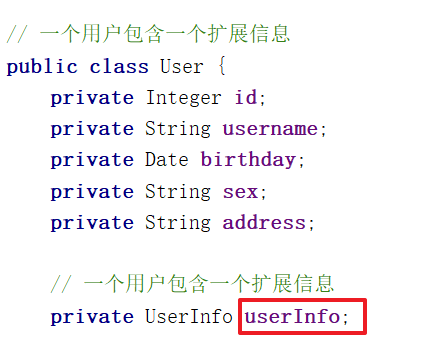 // 一个用户包含一个扩展信息
public class User {
private Integer id;
private String username;
private Date birthday;
private String sex;
private String address;
// 一个用户包含一个扩展信息
private UserInfo userInfo;